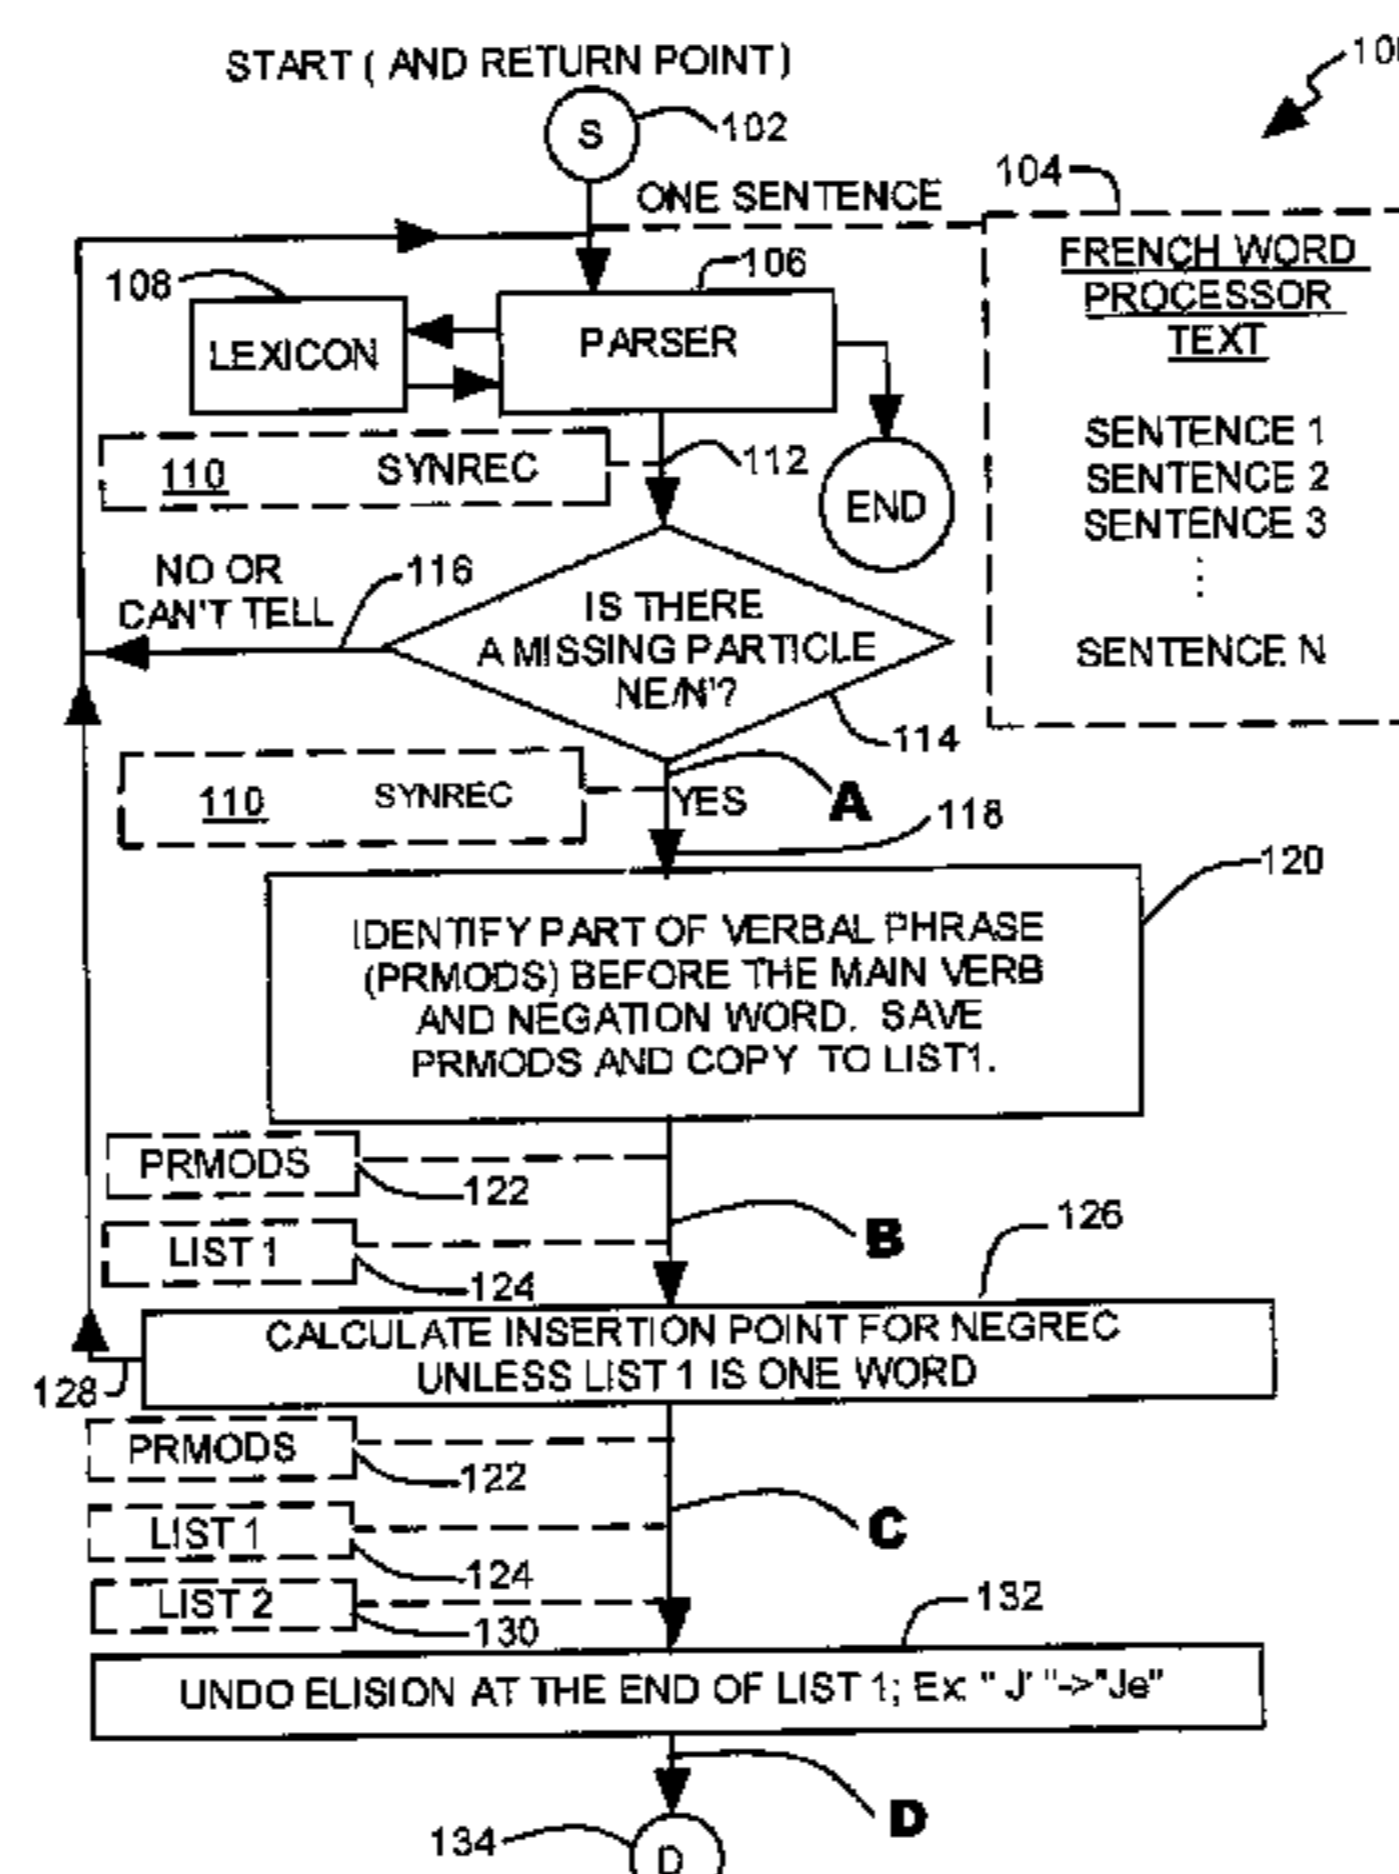 START ( AND RETURN POINT )
S
102
ONE SENTENCE
104
FRENCH WORD
PROCESSOR
TEXT
SENTENCE 1
SENTENCE 2
SENTENCE 3
SENTENCE N
108
LEXICON
106
PARSER
END
110 SYNREC
112
NO OR
CAN'T TELL
116
IS THERE
A MISSING PARTICLE
NE/N'?
114
110 SYNREC
YES
A
118
120
IDENTIFY PART OF VERBAL PHRASE
(PRMODS) BEFORE THE MAIN VERB
AND NEGATION WORD. SAVE
PRMODS AND COPY TO LIST1.
PRMODS
122
LIST 1
124
B
126
CALCULATE INSERTION POINT FOR NEGREC
UNLESS LIST 1 IS ONE WORD
128
PRMODS
122
LIST 1
124
LIST 2
130
C
132
UNDO ELISION AT THE END OF LIST 1; Ex: " J' "->"Je"
D
134
D